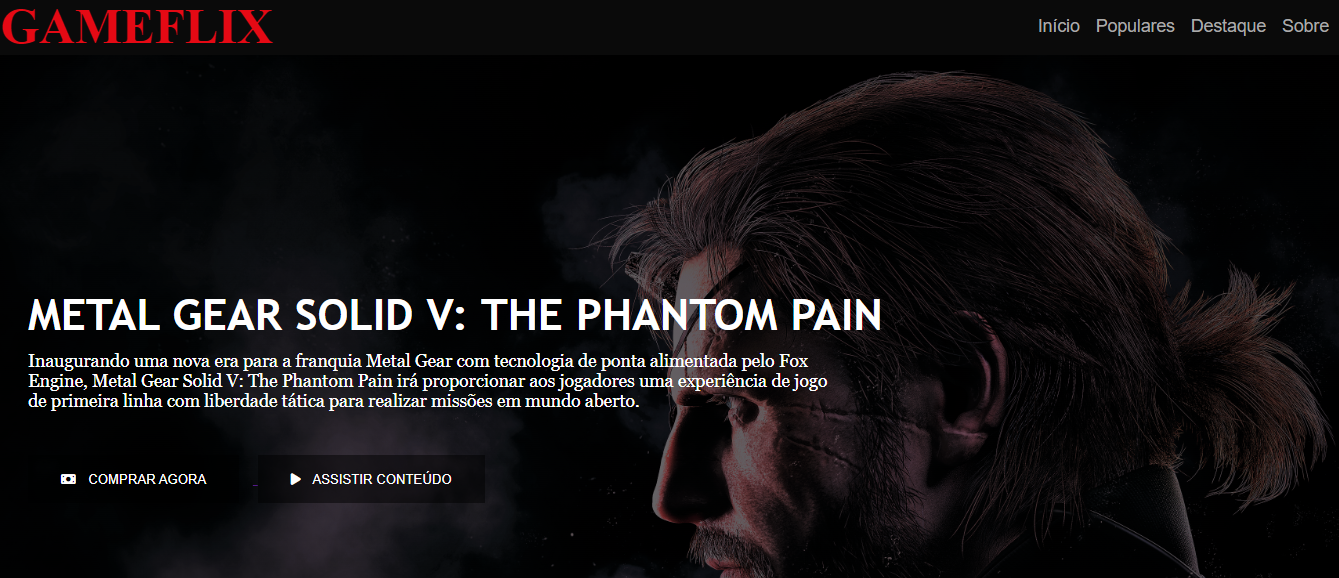 GAMEFLIX
Início Populares Destaque Sobre
METAL GEAR SOLID V: THE PHANTOM PAIN
Inaugurando uma nova era para a franquia Metal Gear com tecnologia de ponta alimentada pelo Fox
Engine, Metal Gear Solid V: The Phantom Pain irá proporcionar aos jogadores uma experiência de jogo
de primeira linha com liberdade tática para realizar missões em mundo aberto.
COMPRAR AGORA
ASSISTIR CONTEÚDO